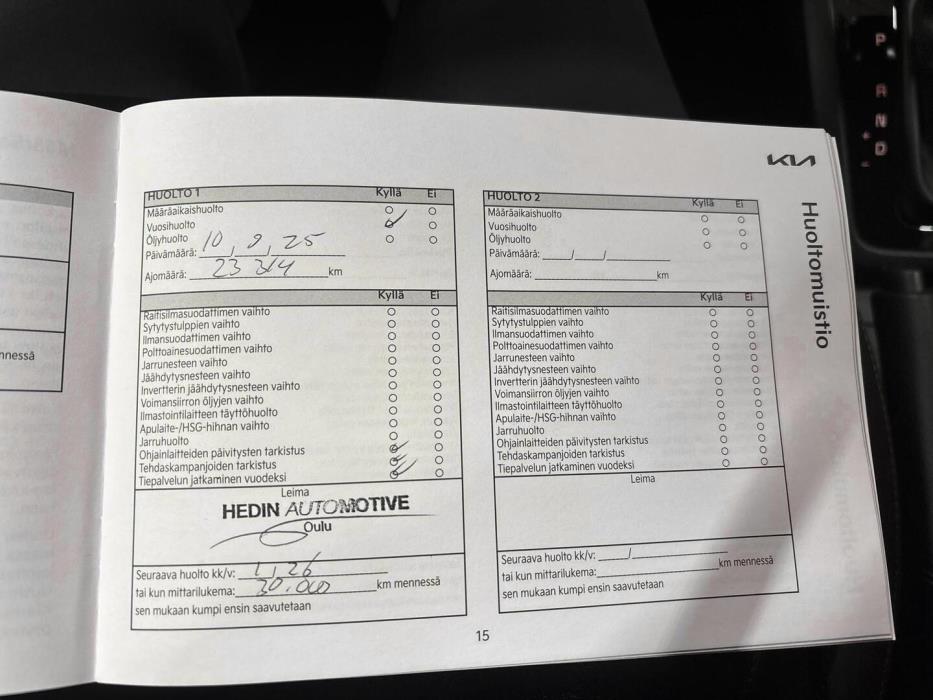 P
R
N
D
KIA
Huoltomuistio
HUOLTO 1 Kyllä Ei
Määräaikaishuolto
Vuosihuolto
Öljyhuolto
Päivämäärä: 10, 9, 25
Ajomäärä: 23 314 km
Kyllä Ei
Raitisilmasuodattimen vaihto
Sytytystulppien vaihto
Ilmansuodattimen vaihto
Polttoainesuodattimen vaihto
Jarrunesteen vaihto
Jäähdytysnesteen vaihto
Invertterin jäähdytysnesteen vaihto
Voimansiirron öljyjen vaihto
Ilmastointilaitteen täyttöhuolto
Apulaite-/HSG-hihnan vaihto
Jarruhuolto
Ohjainlaitteiden päivitysten tarkistus
Tehdaskampanjoiden tarkistus
Tiepalvelun jatkaminen vuodeksi
Leima
HEDIN AUTOMOTIVE
Oulu
Seuraava huolto kk/v: 1, 26
tai kun mittarilukema: 30.000 km mennessä
sen mukaan kumpi ensin saavutetaan
HUOLTO 2 Kyllä Ei
Määräaikaishuolto
Vuosihuolto
Öljyhuolto
Päivämäärä: / /
Ajomäärä: km
Kyllä Ei
Raitisilmasuodattimen vaihto
Sytytystulppien vaihto
Ilmansuodattimen vaihto
Polttoainesuodattimen vaihto
Jarrunesteen vaihto
Jäähdytysnesteen vaihto
Invertterin jäähdytysnesteen vaihto
Voimansiirron öljyjen vaihto
Ilmastointilaitteen täyttöhuolto
Apulaite-/HSG-hihnan vaihto
Jarruhuolto
Ohjainlaitteiden päivitysten tarkistus
Tehdaskampanjoiden tarkistus
Tiepalvelun jatkaminen vuodeksi
Leima
Seuraava huolto kk/v: /
tai kun mittarilukema: km mennessä
sen mukaan kumpi ensin saavutetaan
15